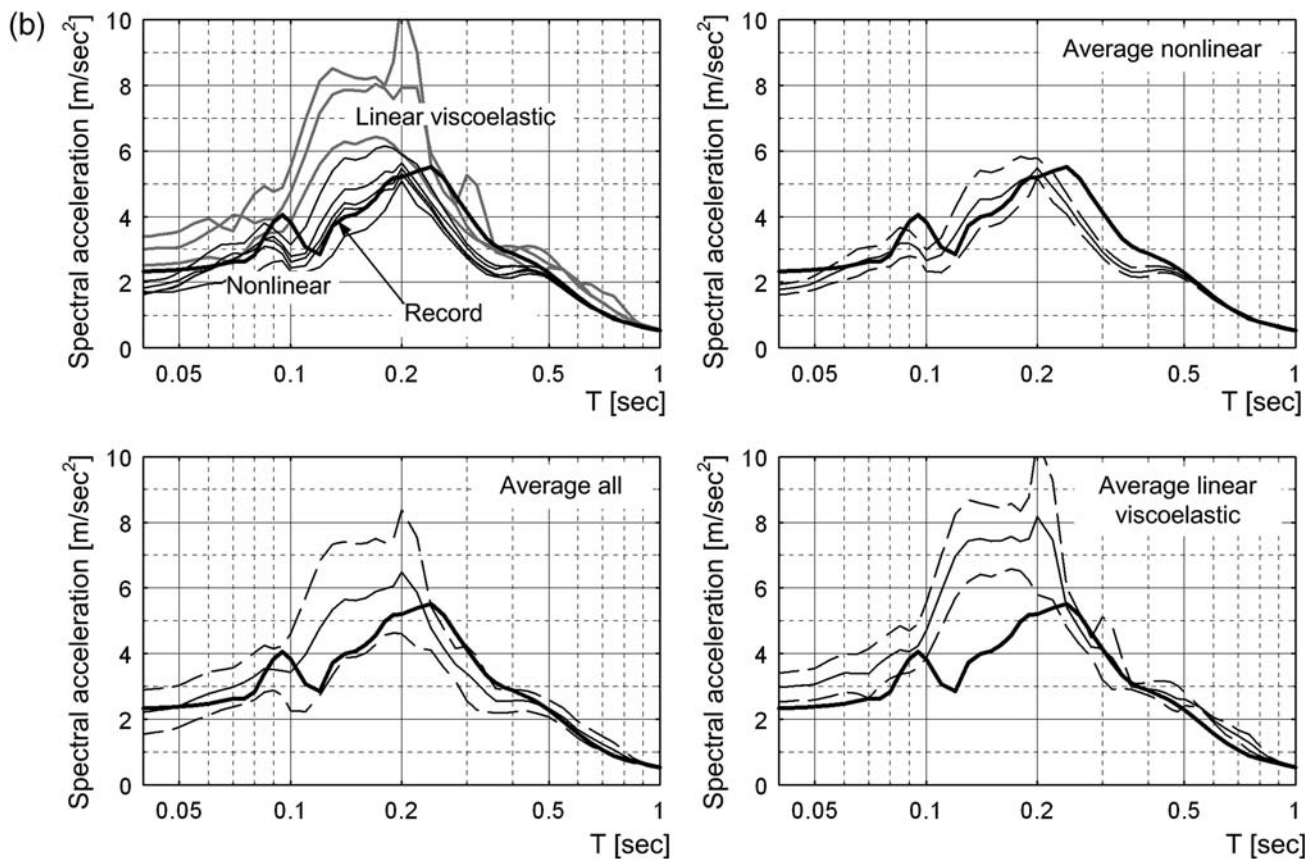 (b)
Spectral acceleration [m/sec²]
10
8
6
4
2
0
Linear viscoelastic
Nonlinear
Record
0.05 0.1 0.2 0.5 1
T [sec]
Spectral acceleration [m/sec²]
10
8
6
4
2
0
Average nonlinear
0.05 0.1 0.2 0.5 1
T [sec]
Spectral acceleration [m/sec²]
10
8
6
4
2
0
Average all
0.05 0.1 0.2 0.5 1
T [sec]
Spectral acceleration [m/sec²]
10
8
6
4
2
0
Average linear
viscoelastic
0.05 0.1 0.2 0.5 1
T [sec]